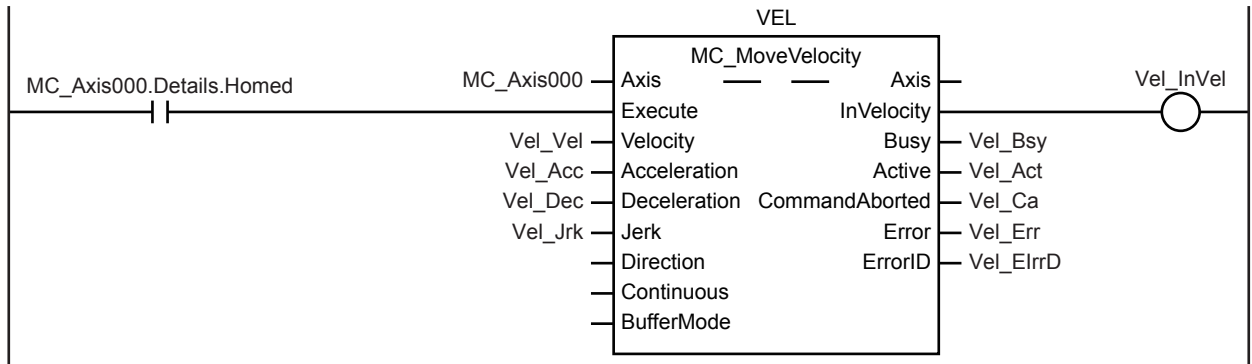 VEL
MC_MoveVelocity
MC_Axis000.Details.Homed
MC_Axis000 Axis Axis Vel_InVel
Execute InVelocity
Vel_Vel Velocity Busy Vel_Bsy
Vel_Acc Acceleration Active Vel_Act
Vel_Dec Deceleration CommandAborted Vel_Ca
Vel_Jrk Jerk Error Vel_Err
Direction ErrorID Vel_EIrrD
Continuous
BufferMode